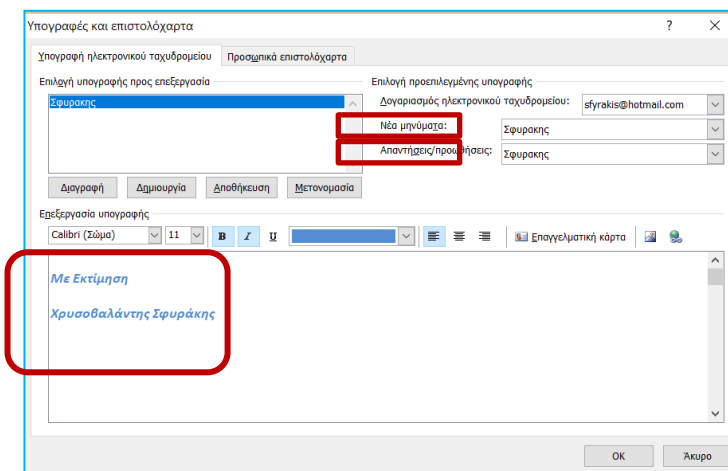 Υπογραφές και επιστολόχαρτα ?
Υπογραφή ηλεκτρονικού ταχυδρομείου Προσωπικά επιστολόχαρτα
Επιλογή υπογραφής προς επεξεργασία Επιλογή προεπιλεγμένης υπογραφής
Σφυρακης Λογαριασμός ηλεκτρονικού ταχυδρομείου: sfyrakis@hotmail.com
Νέα μηνύματα: Σφυρακης
Απαντήσεις/προωθήσεις: Σφυρακης
Διαγραφή Δημιουργία Αποθήκευση Μετονομασία
Επεξεργασία υπογραφής
Calibri (Σώμα) 11 B I U Επαγγελματική κάρτα
Με Εκτίμηση
Χρυσοβαλάντης Σφυράκης
OK Άκυρο